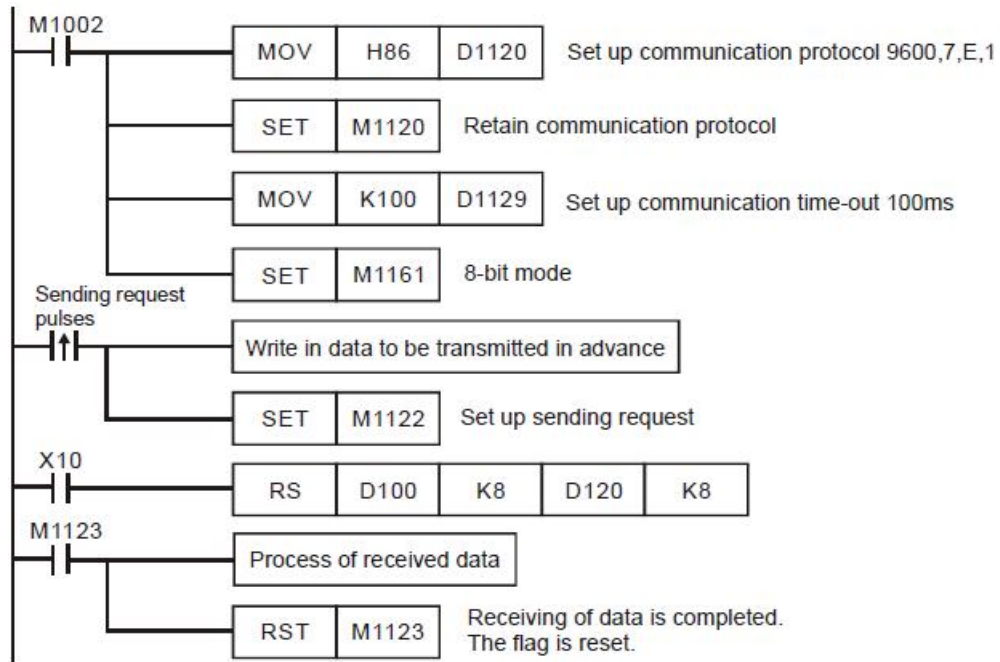 M1002
MOV H86 D1120 Set up communication protocol 9600,7,E,1
SET M1120 Retain communication protocol
MOV K100 D1129 Set up communication time-out 100ms
SET M1161 8-bit mode
Sending request
pulses
Write in data to be transmitted in advance
SET M1122 Set up sending request
X10
RS D100 K8 D120 K8
M1123
Process of received data
RST M1123 Receiving of data is completed.
The flag is reset.